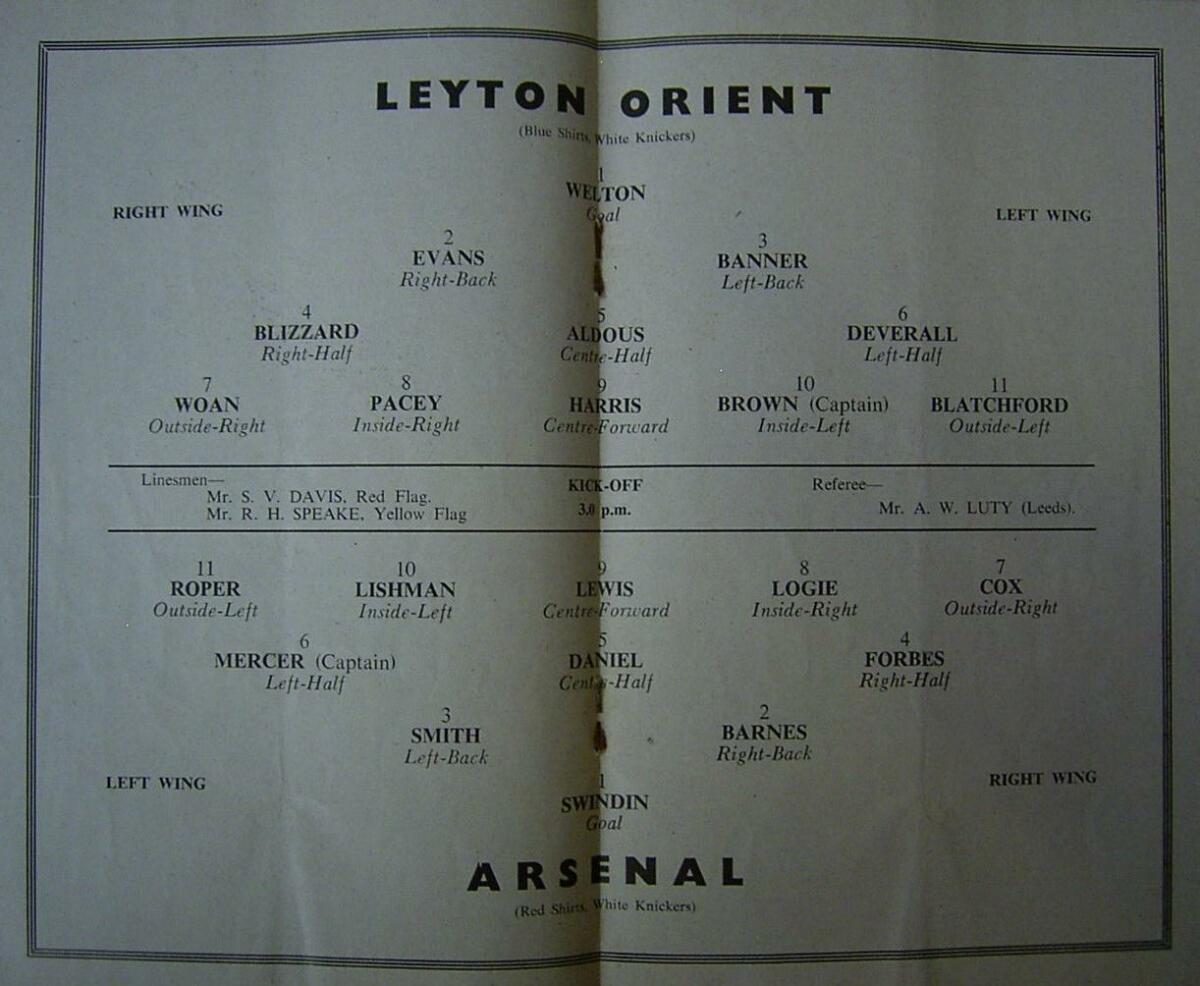 LEYTON ORIENT
(Blue Shirts, White Knickers)
1
WELTON
Goal
RIGHT WING LEFT WING
2 3
EVANS BANNER
Right-Back Left-Back
4 5 6
BLIZZARD ALDOUS DEVERALL
Right-Half Centre-Half Left-Half
7 8 9 10 11
WOAN PACEY HARRIS BROWN (Captain) BLATCHFORD
Outside-Right Inside-Right Centre-Forward Inside-Left Outside-Left
Linesmen— KICK-OFF Referee—
Mr. S. V. DAVIS, Red Flag.
Mr. R. H. SPEAKE, Yellow Flag 3.0 p.m. Mr. A. W. LUTY (Leeds).
11 10 9 8 7
ROPER LISHMAN LEWIS LOGIE COX
Outside-Left Inside-Left Centre-Forward Inside-Right Outside-Right
6 5 4
MERCER (Captain) DANIEL FORBES
Left-Half Centre-Half Right-Half
3 2
SMITH BARNES
Left-Back Right-Back
LEFT WING RIGHT WING
1
SWINDIN
Goal
ARSENAL
(Red Shirts, White Knickers)